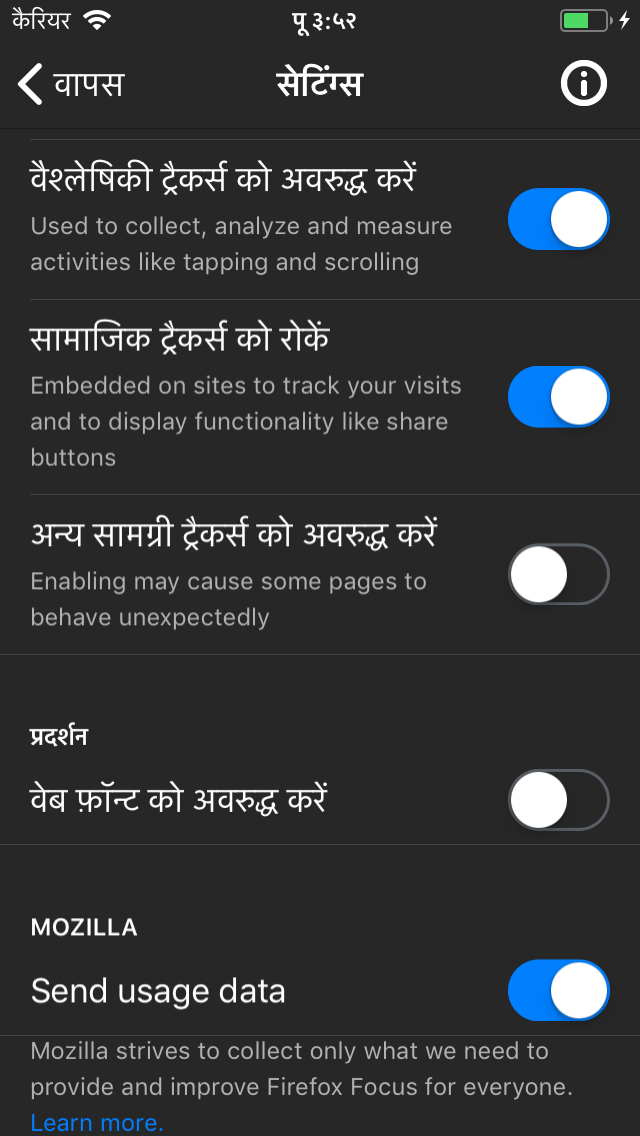 कैरियर पू ३:५२
वापस सेटिंग्स
वैश्लेषिकी ट्रैकर्स को अवरुद्ध करें
Used to collect, analyze and measure
activities like tapping and scrolling
सामाजिक ट्रैकर्स को रोकें
Embedded on sites to track your visits
and to display functionality like share
buttons
अन्य सामग्री ट्रैकर्स को अवरुद्ध करें
Enabling may cause some pages to
behave unexpectedly
प्रदर्शन
वेब फ़ॉन्ट को अवरुद्ध करें
MOZILLA
Send usage data
Mozilla strives to collect only what we need to
provide and improve Firefox Focus for everyone.
Learn more.